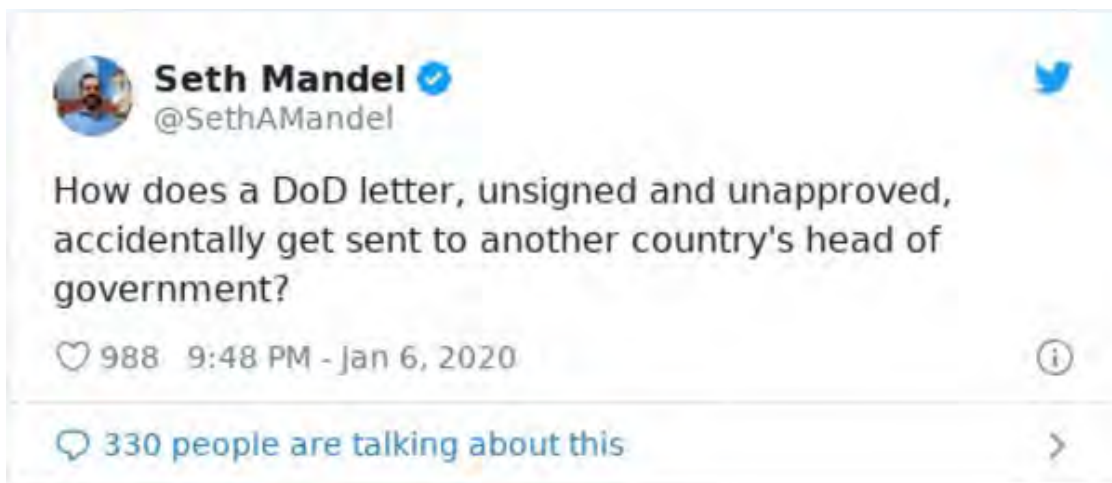 Seth Mandel
@SethAMandel
How does a DoD letter, unsigned and unapproved,
accidentally get sent to another country's head of
government?
988 9:48 PM - Jan 6, 2020
330 people are talking about this